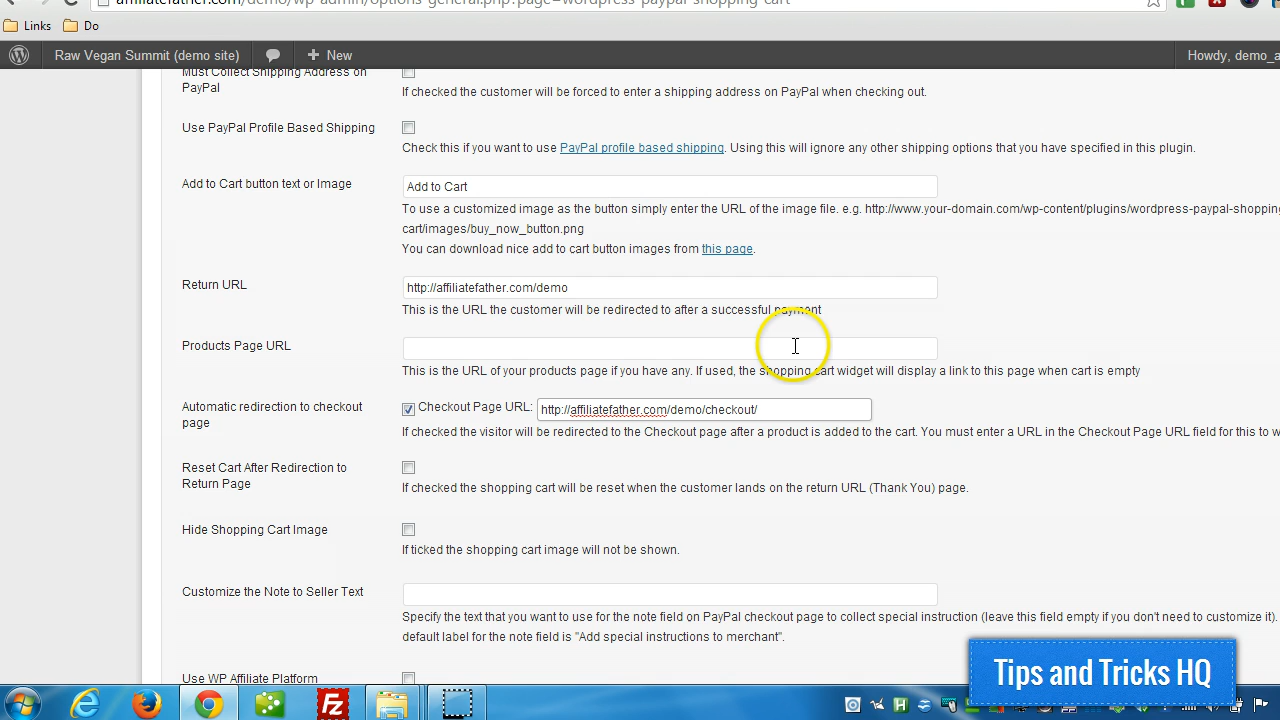 affiliatefather.com/demo/wp-admin/options-general.php?page=wordpress-paypal-shopping-cart
Links Do
Raw Vegan Summit (demo site) New Howdy, demo_a
Must Collect Shipping Address on
PayPal
If checked the customer will be forced to enter a shipping address on PayPal when checking out.
Use PayPal Profile Based Shipping
Check this if you want to use PayPal profile based shipping. Using this will ignore any other shipping options that you have specified in this plugin.
Add to Cart button text or Image
Add to Cart
To use a customized image as the button simply enter the URL of the image file. e.g. http://www.your-domain.com/wp-content/plugins/wordpress-paypal-shopping
cart/images/buy_now_button.png
You can download nice add to cart button images from this page.
Return URL
http://affiliatefather.com/demo
This is the URL the customer will be redirected to after a successful payment
Products Page URL
This is the URL of your products page if you have any. If used, the shopping cart widget will display a link to this page when cart is empty
Automatic redirection to checkout
page
Checkout Page URL: http://affiliatefather.com/demo/checkout/
If checked the visitor will be redirected to the Checkout page after a product is added to the cart. You must enter a URL in the Checkout Page URL field for this to w
Reset Cart After Redirection to
Return Page
If checked the shopping cart will be reset when the customer lands on the return URL (Thank You) page.
Hide Shopping Cart Image
If ticked the shopping cart image will not be shown.
Customize the Note to Seller Text
Specify the text that you want to use for the note field on PayPal checkout page to collect special instruction (leave this field empty if you don't need to customize it).
default label for the note field is "Add special instructions to merchant".
Use WP Affiliate Platform
Tips and Tricks HQ